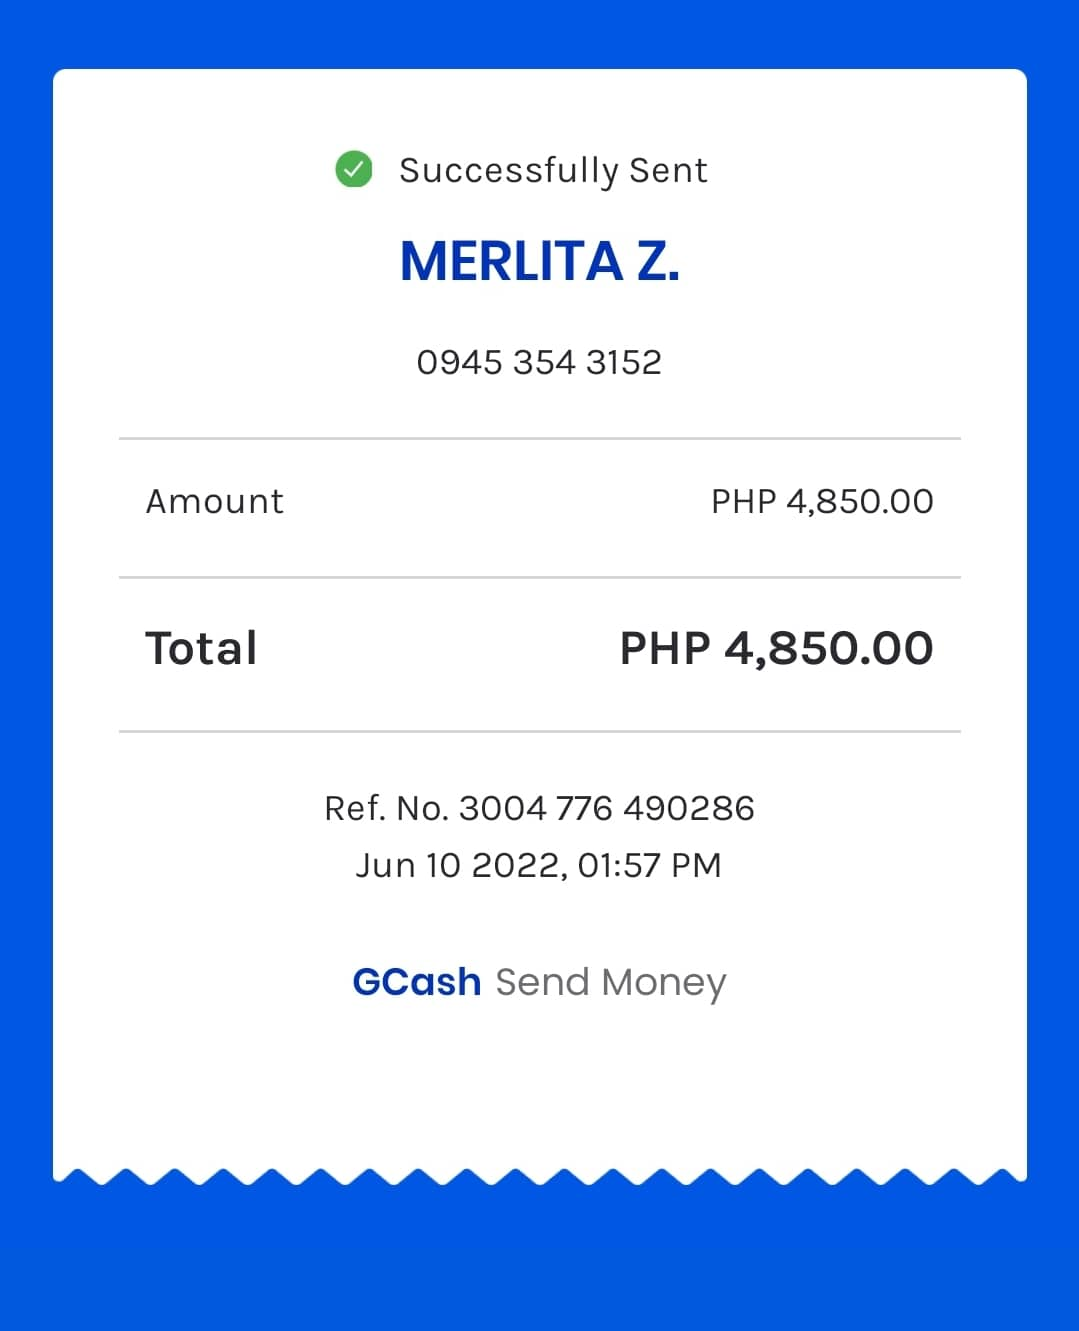 Successfully Sent
MERLITA Z.
0945 354 3152
Amount PHP 4,850.00
Total PHP 4,850.00
Ref. No. 3004 776 490286
Jun 10 2022, 01:57 PM
GCash Send Money